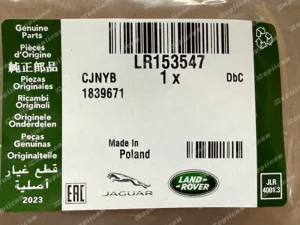 Genuine
Parts
Pièces
d'Origine
純正部品
Piezas
Originales
Ricambi
Originali
Originele
Onderdelen
Peças
Genuínas
Originalteile
قطع غيار
أصلية
2023
LR153547
CJNYB
1 x
DbC
1839671
Made in
Poland
EAC
JAGUAR
LAND-
ROVER
JLR
4001.3